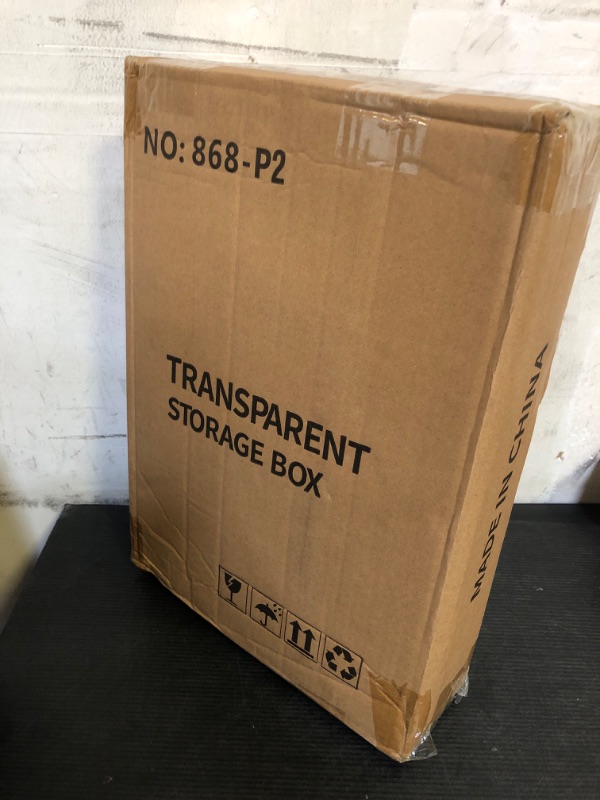 NO: 868-P2
TRANSPARENT
STORAGE BOX
MADE IN CHINA